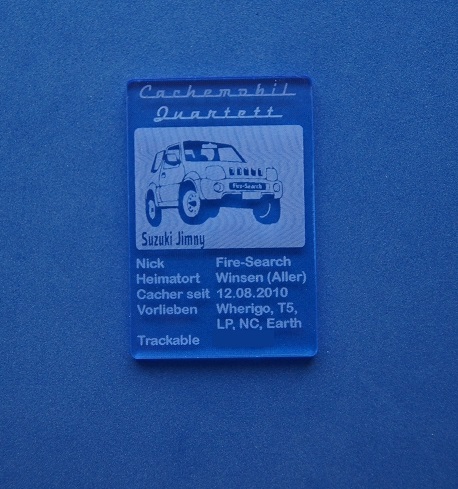 Cachemobil
Quartett
Fire-Search
Suzuki Jimny
Nick Fire-Search
Heimatort Winsen (Aller)
Cacher seit 12.08.2010
Vorlieben Wherigo, T5,
LP, NC, Earth
Trackable